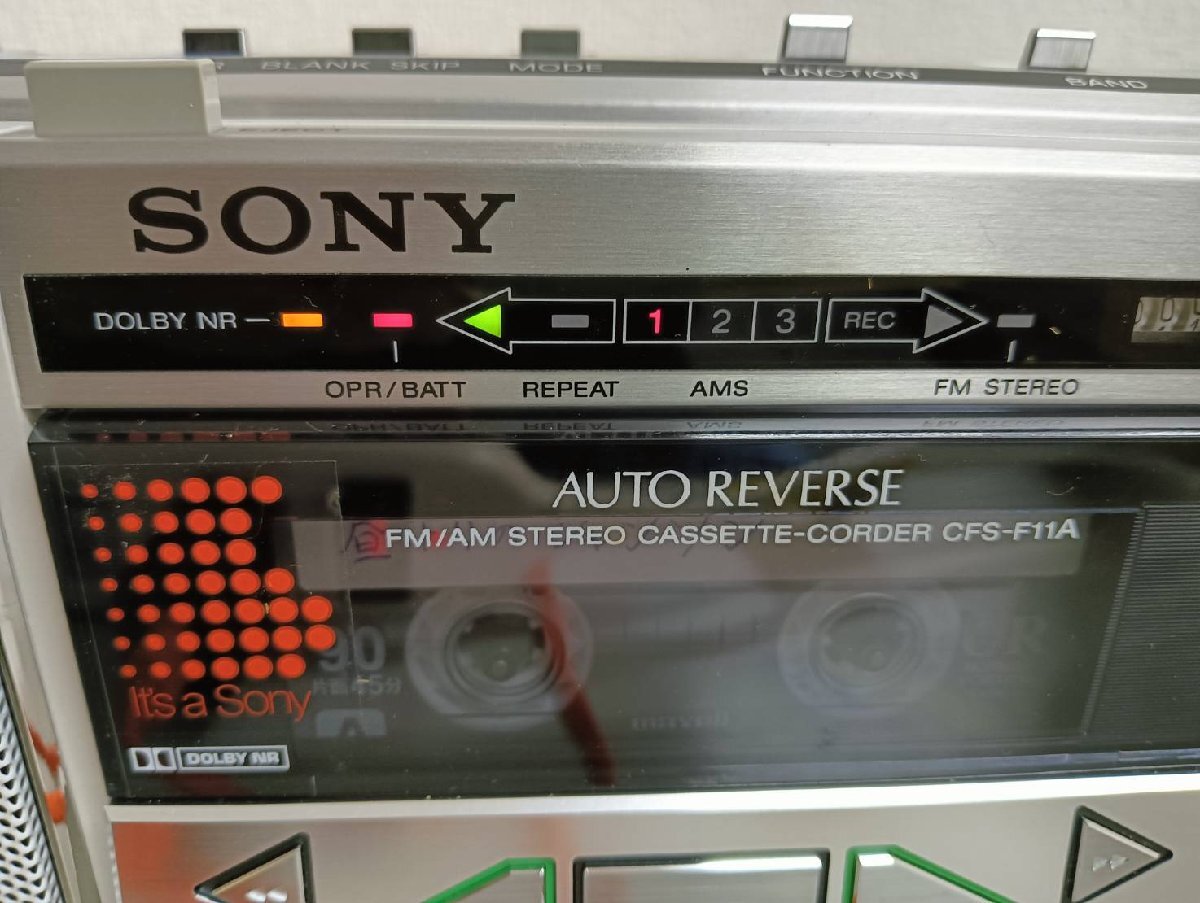 BLANK SKIP MODE FUNCTION BAND
EJECT
SONY
DOLBY NR 1 2 3 REC
OPR/BATT REPEAT AMS FM STEREO
AUTO REVERSE
FM/AM STEREO CASSETTE-CORDER CFS-F11A
90
It's a Sony
DOLBY NR